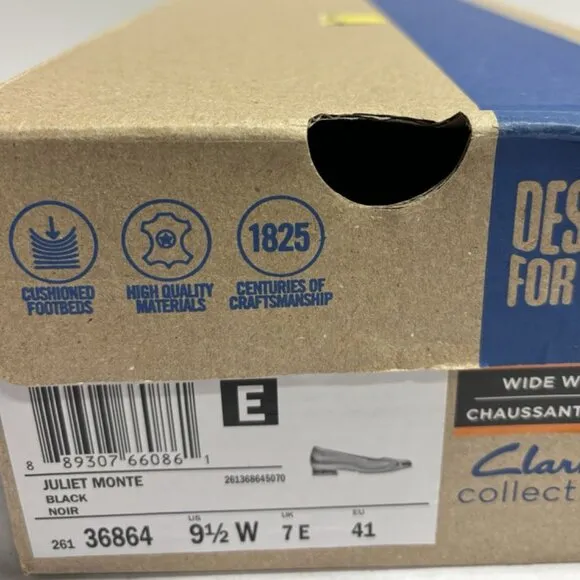 DES
FOR
1825
CUSHIONED
FOOTBEDS
HIGH QUALITY
MATERIALS
CENTURIES OF
CRAFTSMANSHIP
E
WIDE W
CHAUSSANT
8 89307 66086 1
JULIET MONTE
261368645070
BLACK
NOIR
Clar
collect
US
UK
EU
261 36864 9½ W 7 E 41